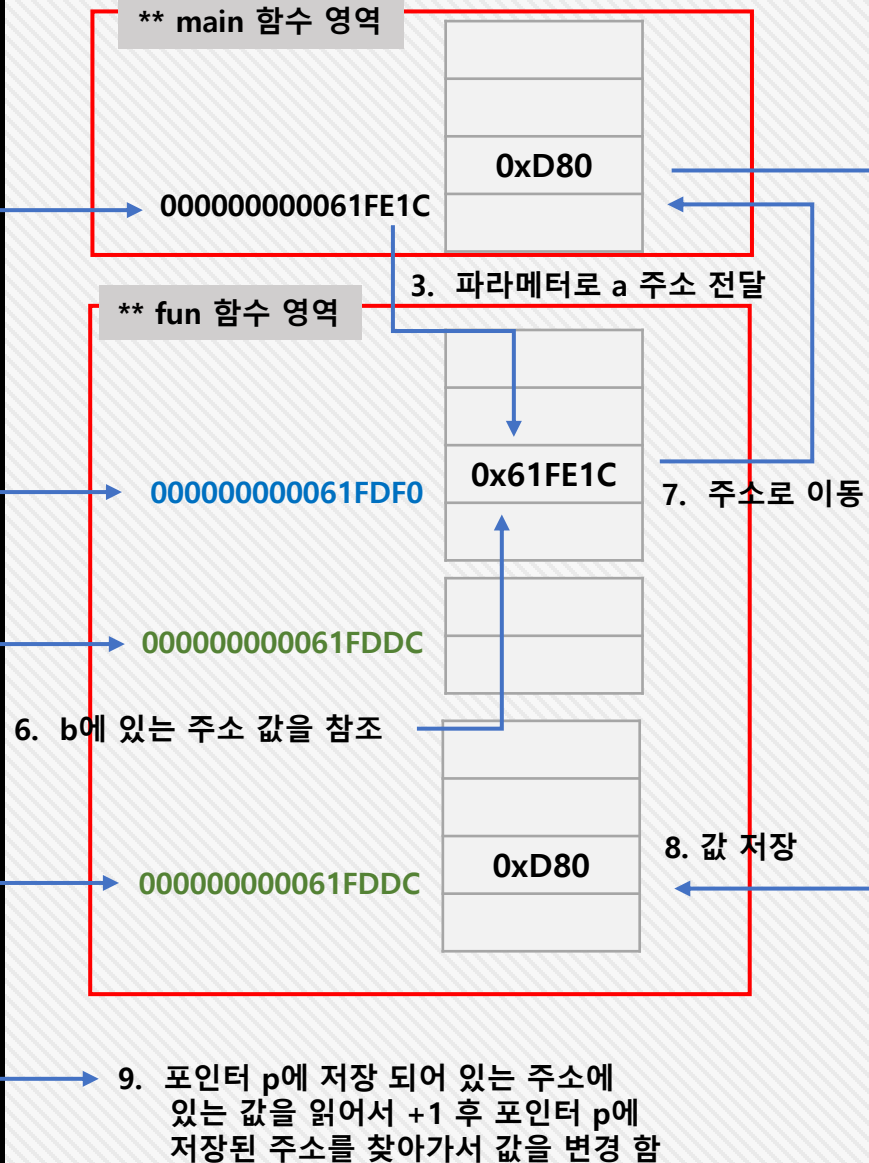 ** main 함수 영역
0xD80
000000000061FE1C
3. 파라메터로 a 주소 전달
** fun 함수 영역
0x61FE1C
000000000061FDF0
7. 주소로 이동
000000000061FDDC
6. b에 있는 주소 값을 참조
8. 값 저장
0xD80
000000000061FDDC
9. 포인터 p에 저장 되어 있는 주소에
있는 값을 읽어서 +1 후 포인터 p에
저장된 주소를 찾아가서 값을 변경 함